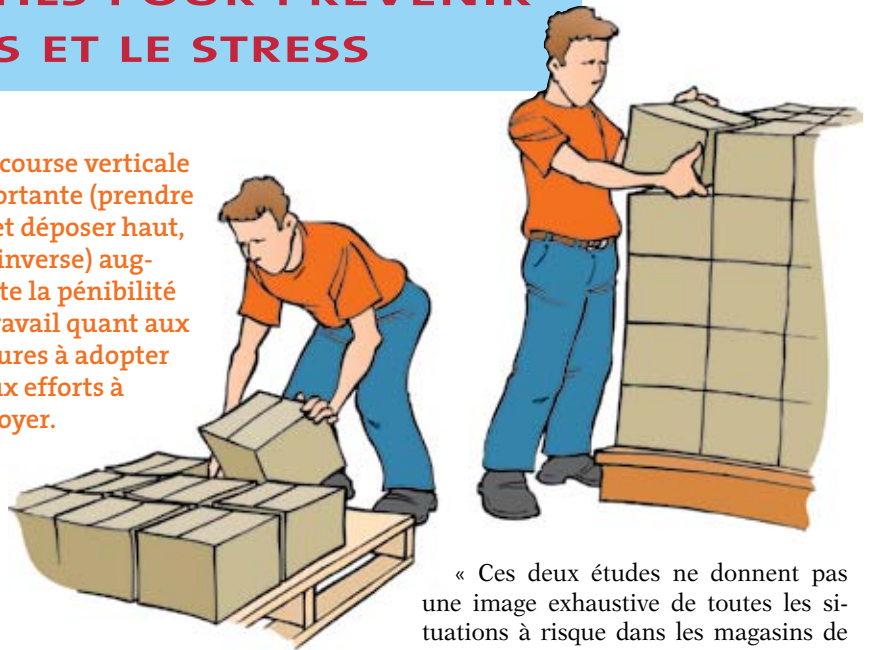 POUR PRÉVENIR
S ET LE STRESS
course verticale
ortante (prendre
et déposer haut,
inverse) aug-
te la pénibilité
ravail quant aux
ures à adopter
ux efforts à
oyer.
« Ces deux études ne donnent pas
une image exhaustive de toutes les si-
tuations à risque dans les magasins de